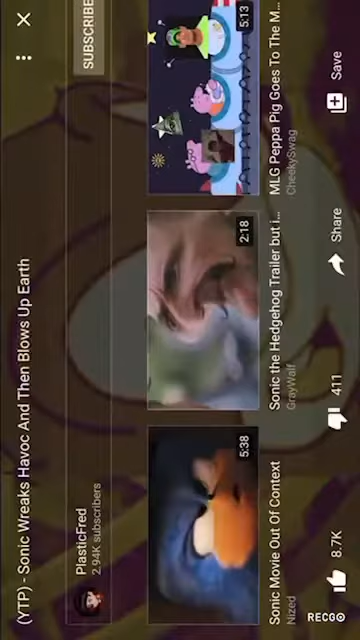 (YTP) - Sonic Wreaks Havoc And Then Blows Up Earth
PlasticFred
2.94K subscribers
SUBSCRIBE
5:38
Sonic Movie Out Of Context
Nized
2:18
Sonic the Hedgehog Trailer but i...
GrayWalf
5:13
MLG Peppa Pig Goes To The M...
CheekySwag
8.7K
411
Share
Save
RECGO